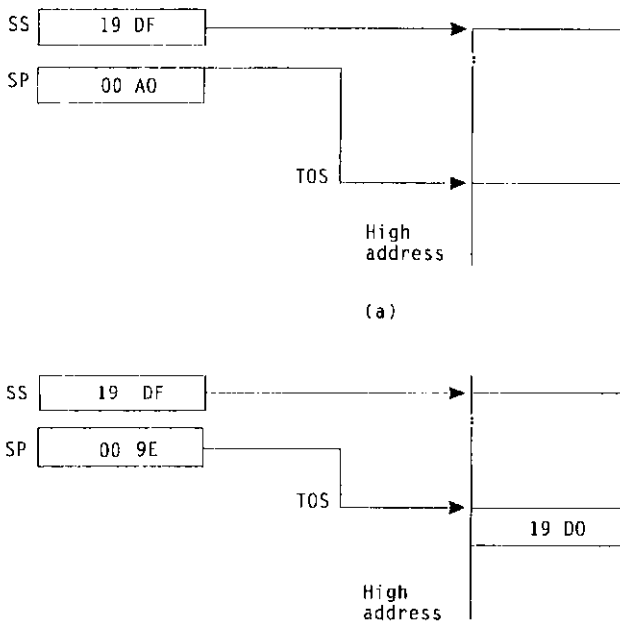 SS 19 DF
SP 00 A0
TOS
High
address
(a)
SS 19 DF
SP 00 9E
TOS
19 D0
High
address